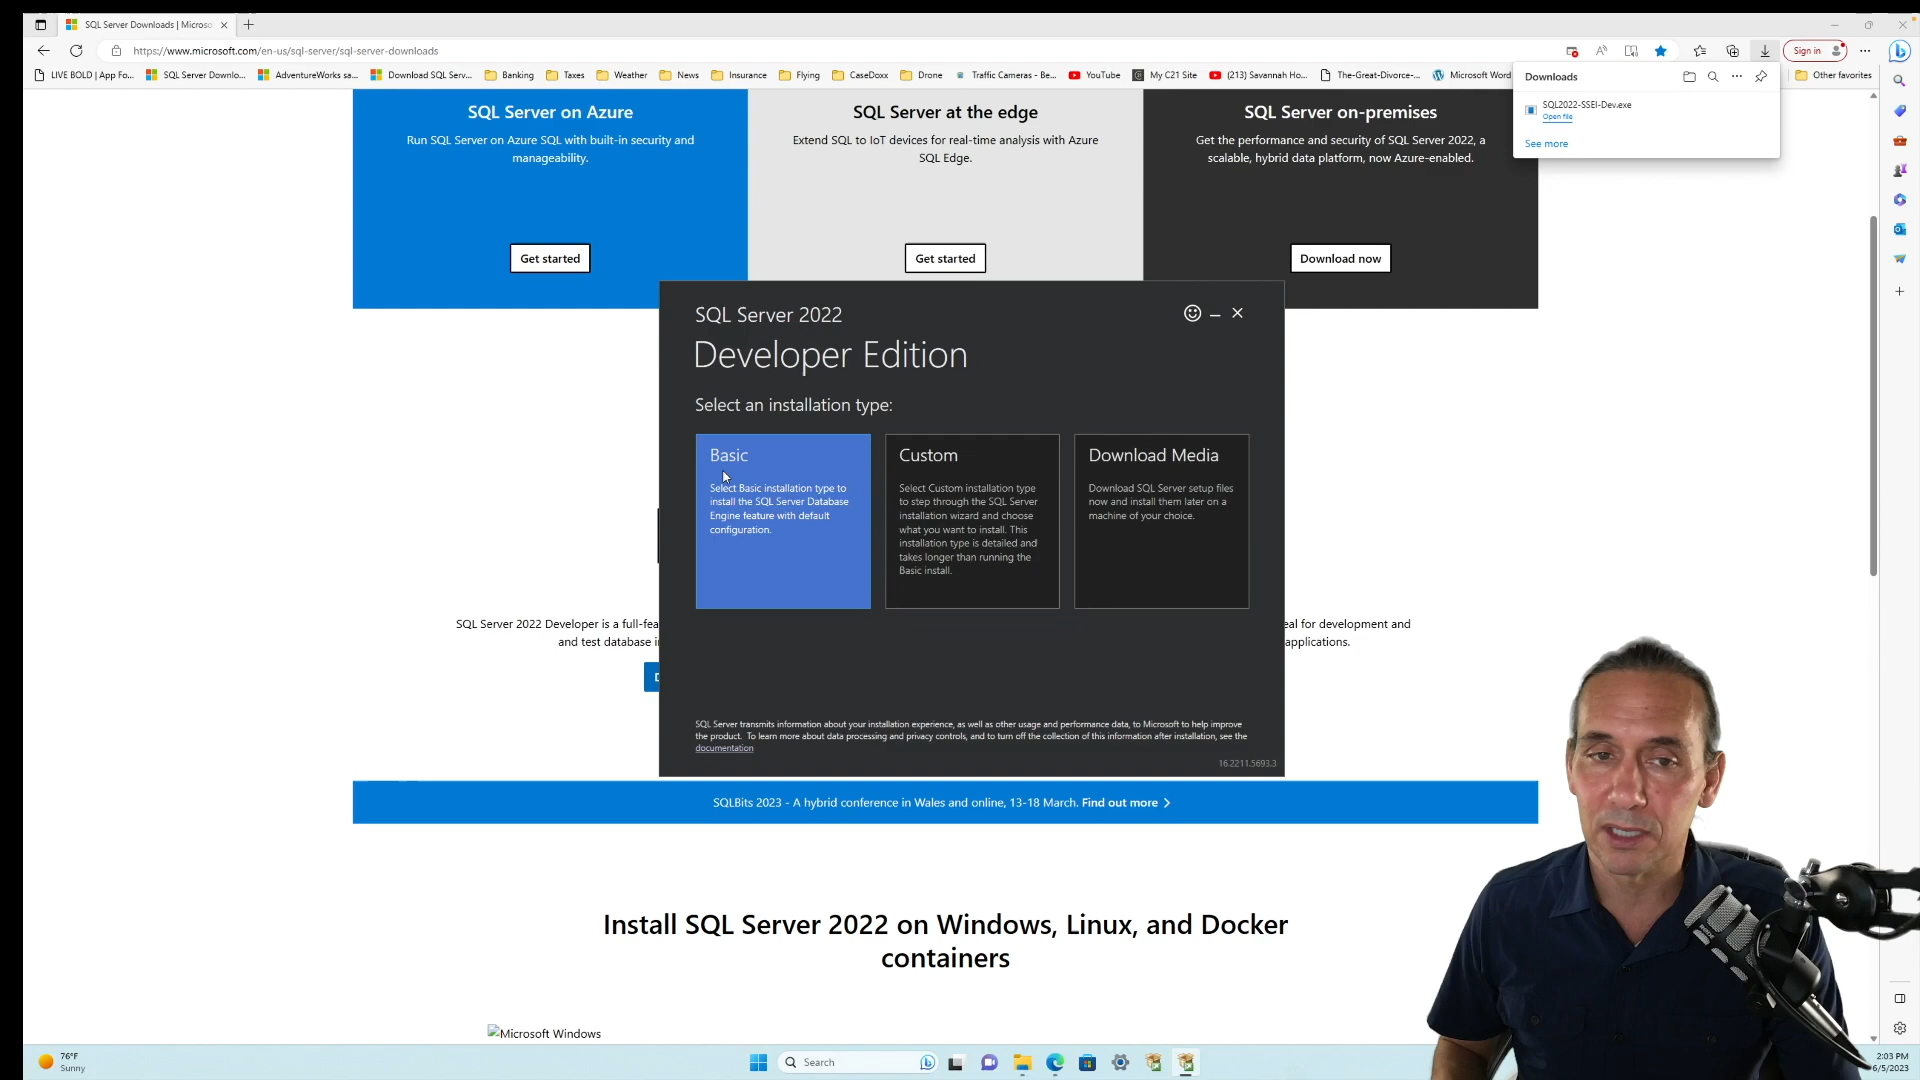 SQL Server Downloads | Microso
https://www.microsoft.com/en-us/sql-server/sql-server-downloads
Sign in
LIVE BOLD | App Fo...
SQL Server Downlo...
AdventureWorks sa...
Download SQL Serv...
Banking
Taxes
Weather
News
Insurance
Flying
CaseDoxx
Drone
Traffic Cameras - Be...
YouTube
My C21 Site
(213) Savannah Ho...
The-Great-Divorce-...
Microsoft Word
Other favorites
Downloads
SQL2022-SSEI-Dev.exe
Open file
See more
SQL Server on Azure
Run SQL Server on Azure SQL with built-in security and
manageability.
Get started
SQL Server at the edge
Extend SQL to IoT devices for real-time analysis with Azure
SQL Edge.
Get started
SQL Server on-premises
Get the performance and security of SQL Server 2022, a
scalable, hybrid data platform, now Azure-enabled.
Download now
SQL Server 2022
Developer Edition
Select an installation type:
Basic
Select Basic installation type to
install the SQL Server Database
Engine feature with default
configuration.
Custom
Select Custom installation type
to step through the SQL Server
installation wizard and choose
what you want to install. This
installation type is detailed and
takes longer than running the
Basic install.
Download Media
Download SQL Server setup files
now and install them later on a
machine of your choice.
SQL Server transmits information about your installation experience, as well as other usage and performance data, to Microsoft to help improve
the product. To learn more about data processing and privacy controls, and to turn off the collection of this information after installation, see the
documentation
16.2211.5693.3
SQL Server 2022 Developer is a full-fea
and test database i
D
eal for development and
applications.
SQLBits 2023 - A hybrid conference in Wales and online, 13-18 March. Find out more
Install SQL Server 2022 on Windows, Linux, and Docker
containers
Microsoft Windows
76°F
Sunny
Search
2:03 PM
6/5/2023